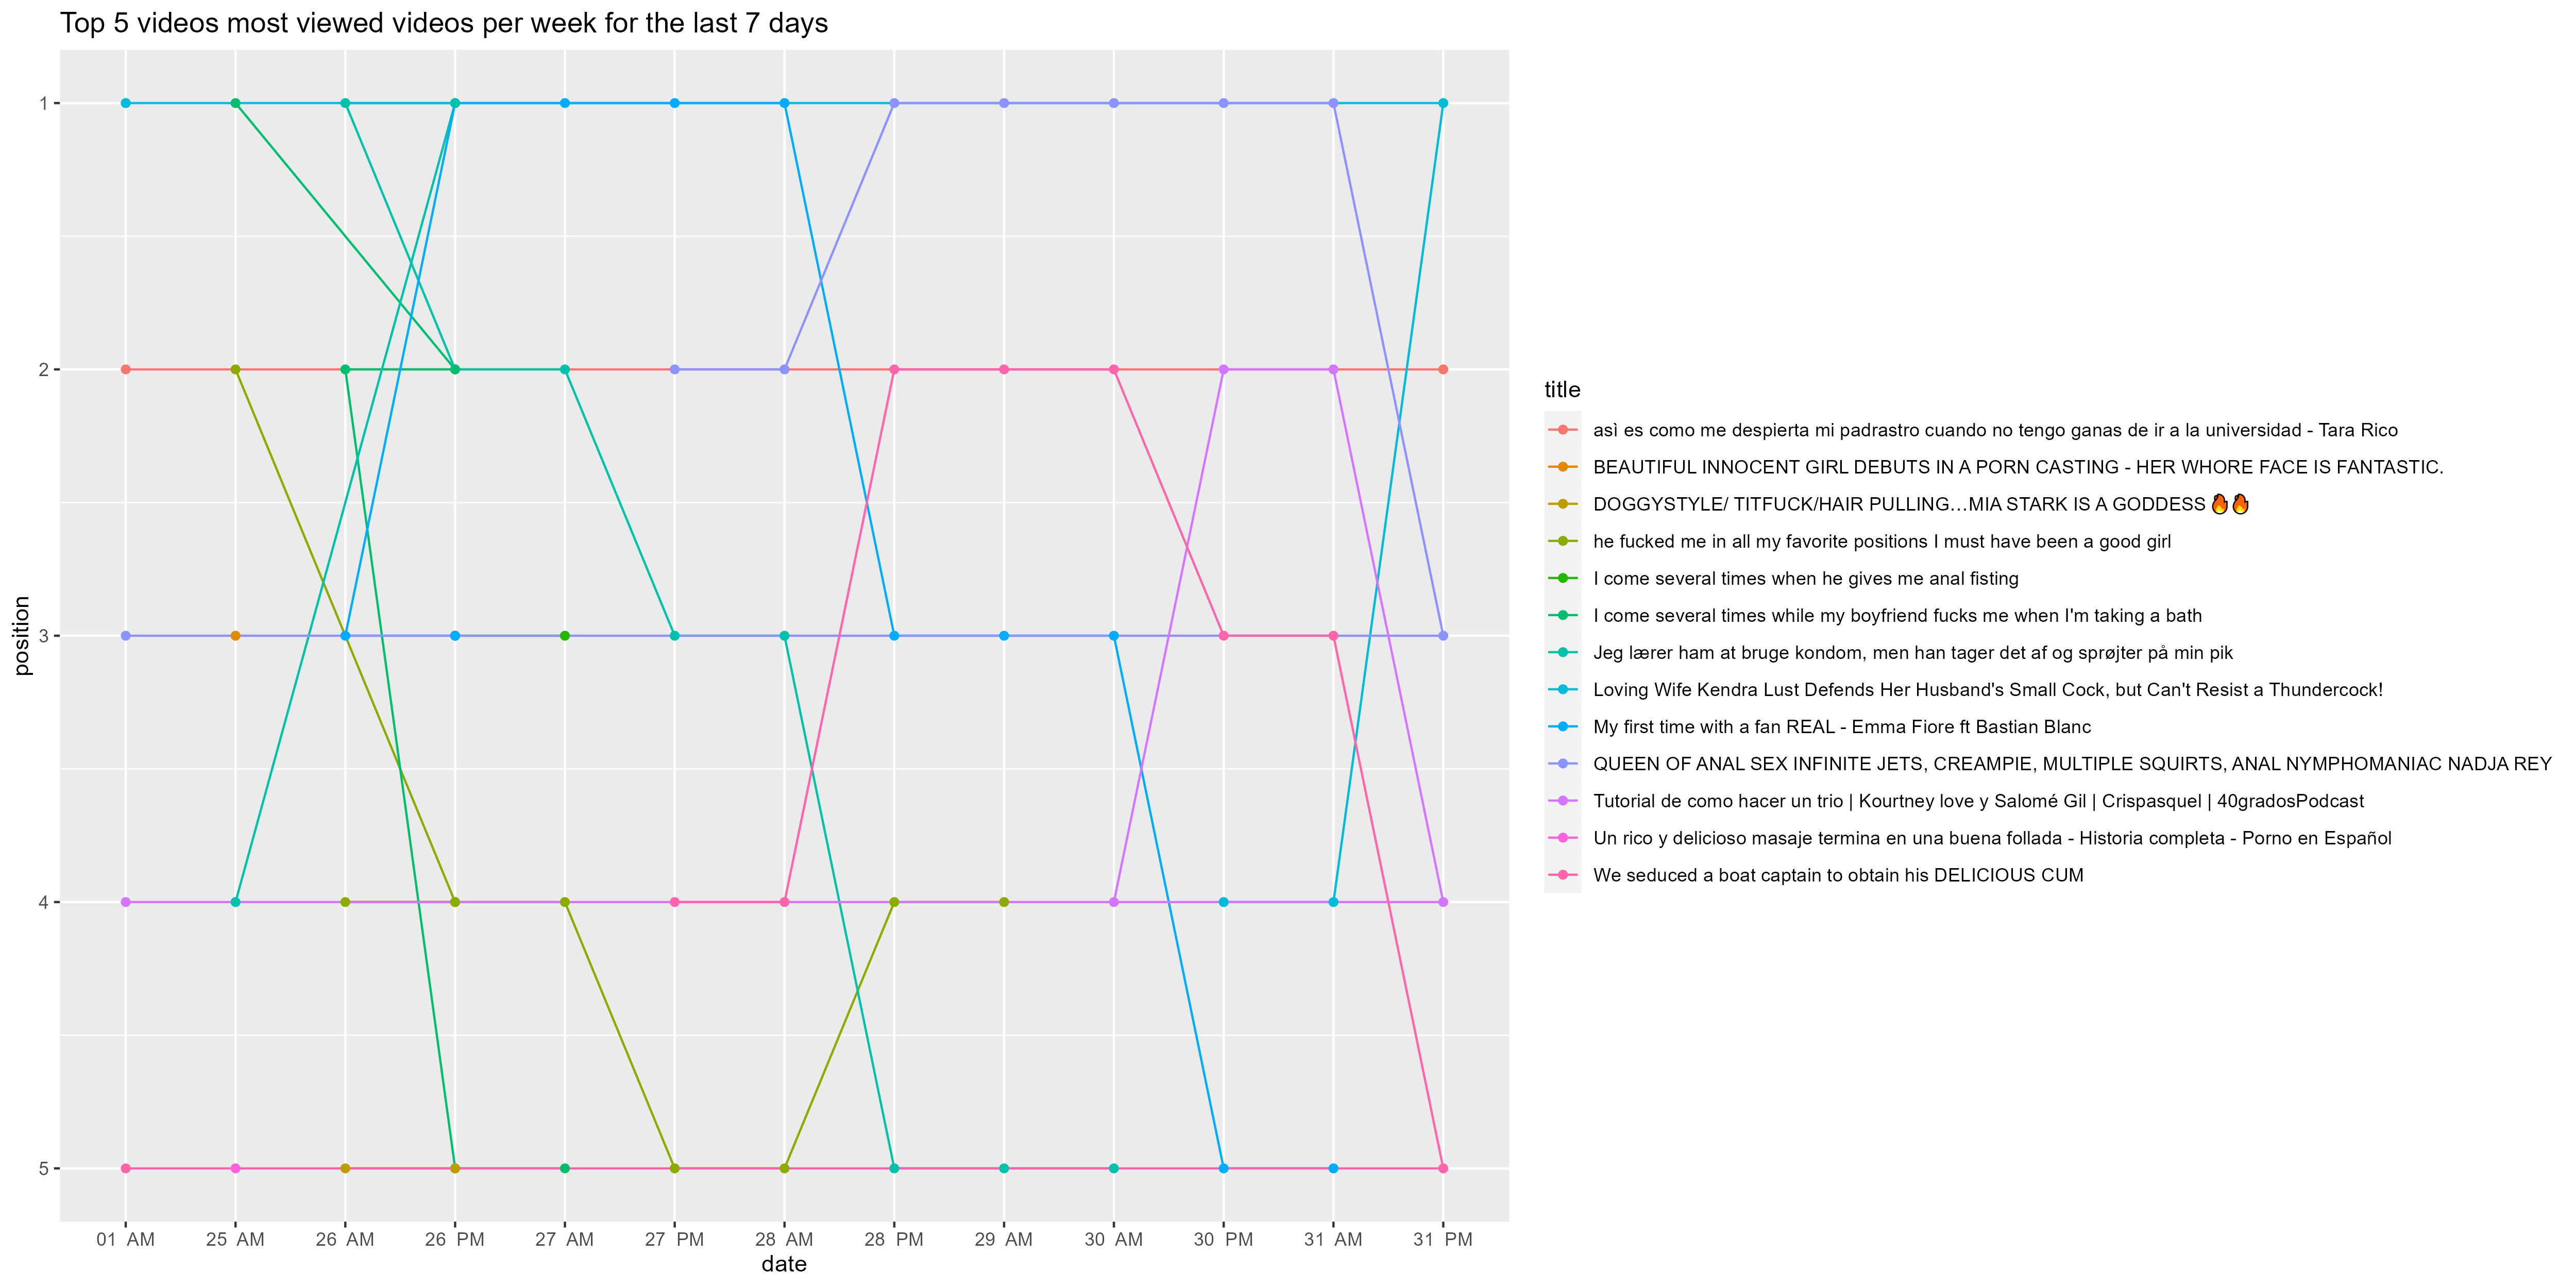 Top 5 videos most viewed videos per week for the last 7 days
position
1
2
3
4
5
01 AM
25 AM
26 AM
26 PM
27 AM
27 PM
28 AM
28 PM
29 AM
30 AM
30 PM
31 AM
31 PM
date
title
asì es como me despierta mi padrastro cuando no tengo ganas de ir a la universidad - Tara Rico
BEAUTIFUL INNOCENT GIRL DEBUTS IN A PORN CASTING - HER WHORE FACE IS FANTASTIC.
DOGGYSTYLE/ TITFUCK/HAIR PULLING…MIA STARK IS A GODDESS 🔥🔥
he fucked me in all my favorite positions I must have been a good girl
I come several times when he gives me anal fisting
I come several times while my boyfriend fucks me when I'm taking a bath
Jeg lærer ham at bruge kondom, men han tager det af og sprøjter på min pik
Loving Wife Kendra Lust Defends Her Husband's Small Cock, but Can't Resist a Thundercock!
My first time with a fan REAL - Emma Fiore ft Bastian Blanc
QUEEN OF ANAL SEX INFINITE JETS, CREAMPIE, MULTIPLE SQUIRTS, ANAL NYMPHOMANIAC NADJA REY
Tutorial de como hacer un trio | Kourtney love y Salomé Gil | Crispasquel | 40gradosPodcast
Un rico y delicioso masaje termina en una buena follada - Historia completa - Porno en Español
We seduced a boat captain to obtain his DELICIOUS CUM